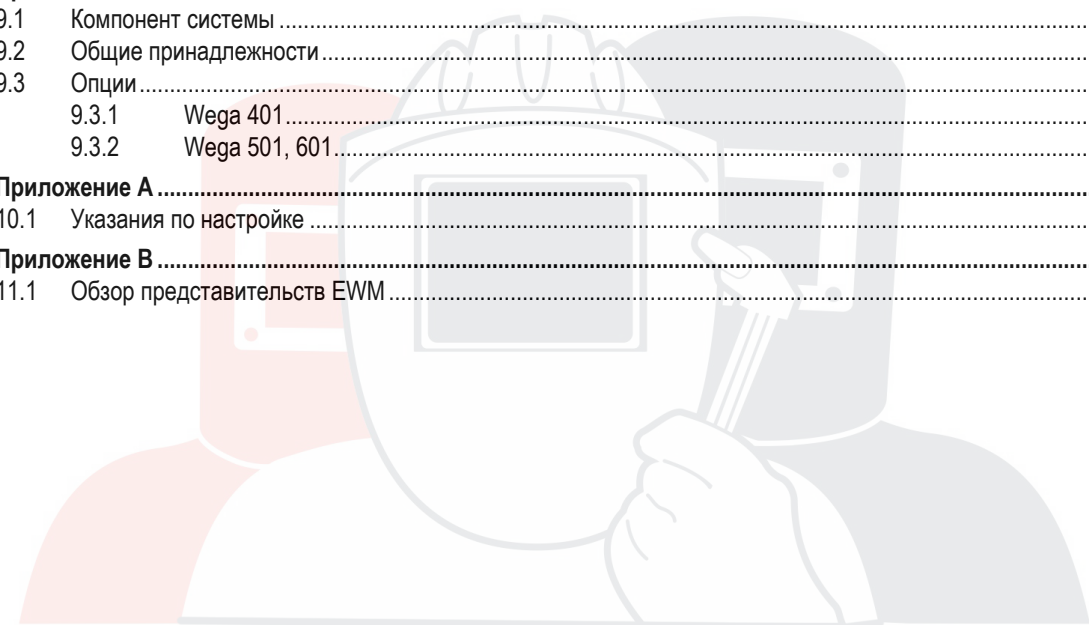 9.1 Компонент системы
9.2 Общие принадлежности
9.3 Опции
9.3.1 Wega 401
9.3.2 Wega 501, 601
Приложение A
10.1 Указания по настройке
Приложение B
11.1 Обзор представительств EWM